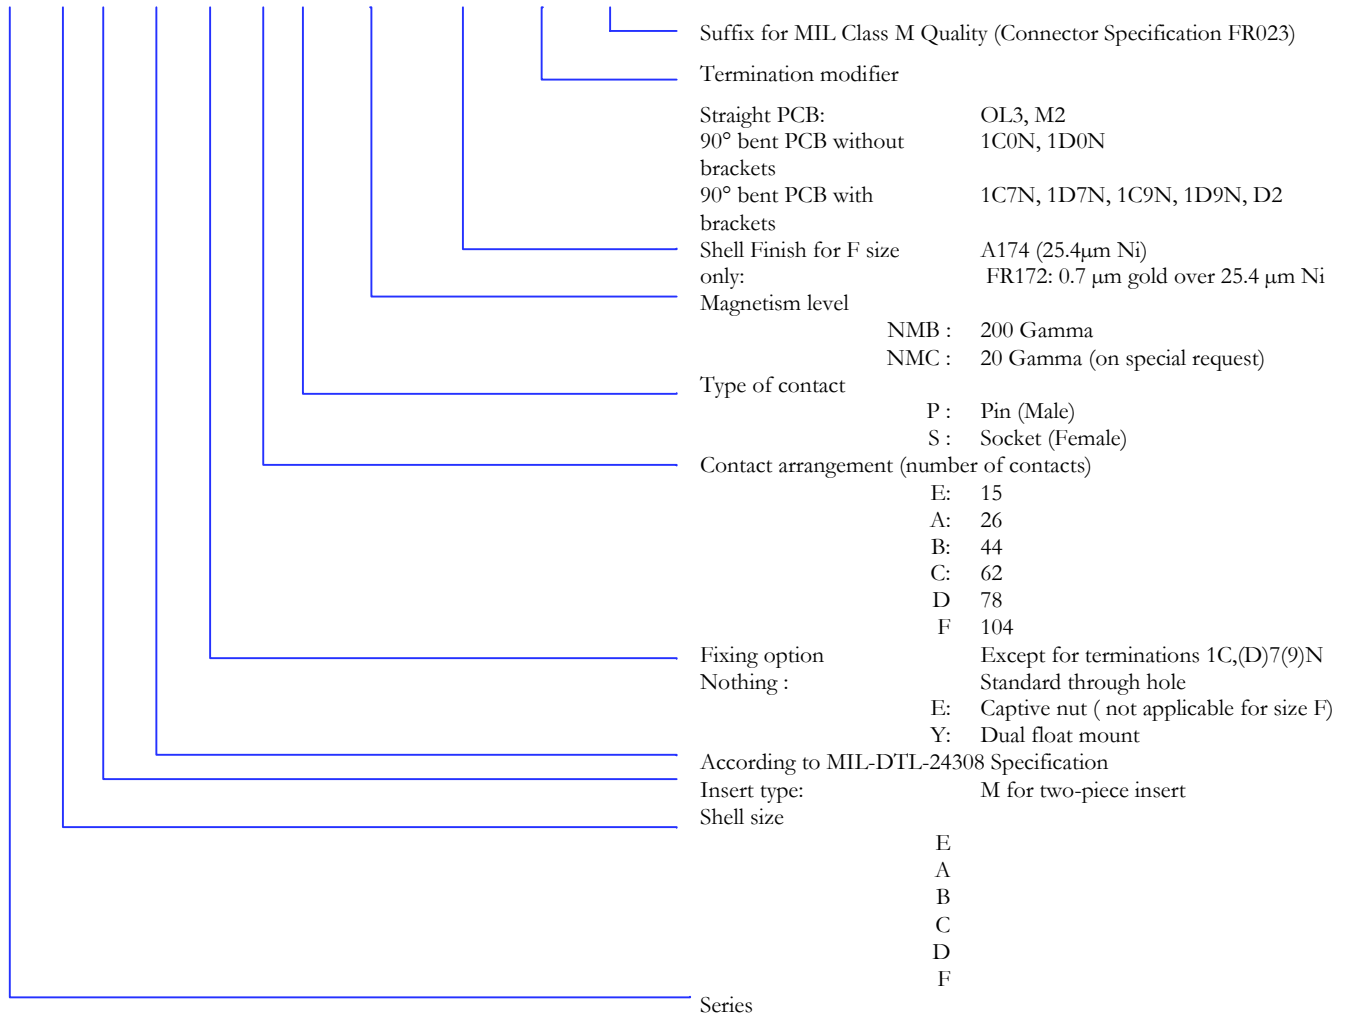 Suffix for MIL Class M Quality (Connector Specification FR023)
Termination modifier
Straight PCB: OL3, M2
90° bent PCB without 1C0N, 1D0N
brackets
90° bent PCB with 1C7N, 1D7N, 1C9N, 1D9N, D2
brackets
Shell Finish for F size A174 (25.4µm Ni)
only: FR172: 0.7 µm gold over 25.4 µm Ni
Magnetism level
NMB : 200 Gamma
NMC : 20 Gamma (on special request)
Type of contact
P : Pin (Male)
S : Socket (Female)
Contact arrangement (number of contacts)
E: 15
A: 26
B: 44
C: 62
D 78
F 104
Fixing option Except for terminations 1C,(D)7(9)N
Nothing : Standard through hole
E: Captive nut ( not applicable for size F)
Y: Dual float mount
According to MIL-DTL-24308 Specification
Insert type: M for two-piece insert
Shell size
E
A
B
C
D
F
Series